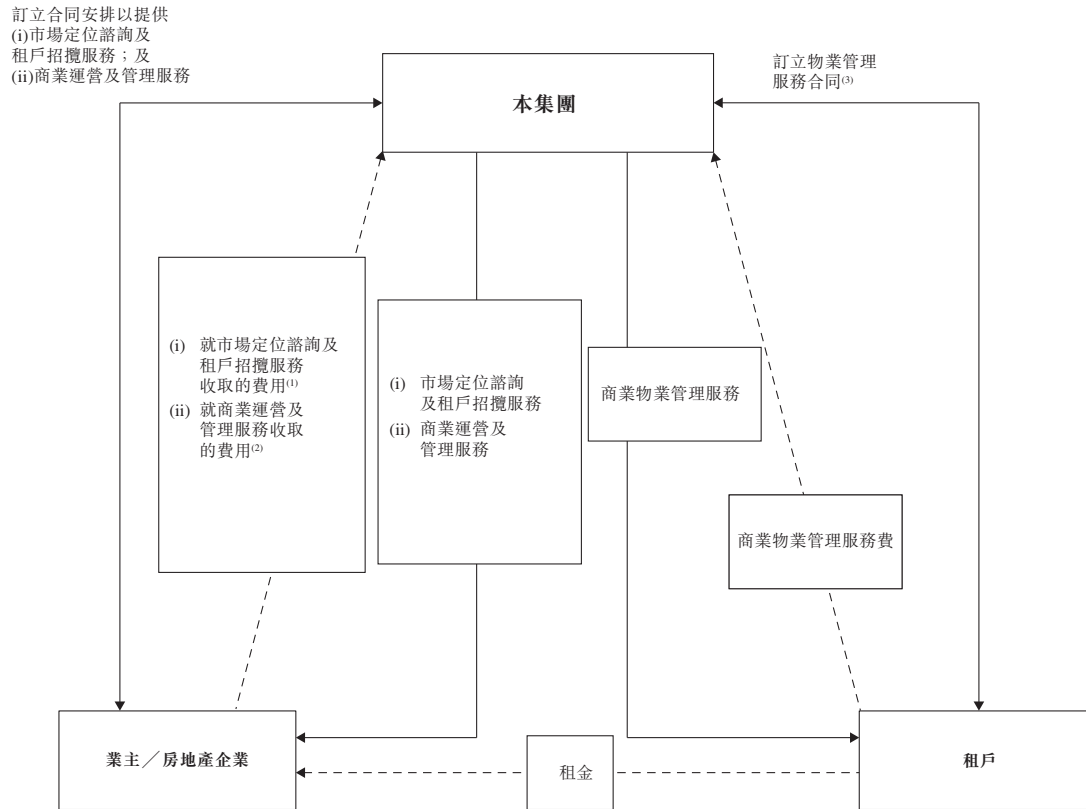 訂立合同安排以提供
(i)市場定位諮詢及
租戶招攬服務；及
(ii)商業運營及管理服務
訂立物業管理
服務合同(3)
本集團
(i) 就市場定位諮詢及
租戶招攬服務
收取的費用(1)
(ii) 就商業運營及
管理服務收取
的費用(2)
(i) 市場定位諮詢
及租戶招攬服務
(ii) 商業運營及
管理服務
商業物業管理服務
商業物業管理服務費
業主／房地產企業
租金
租戶